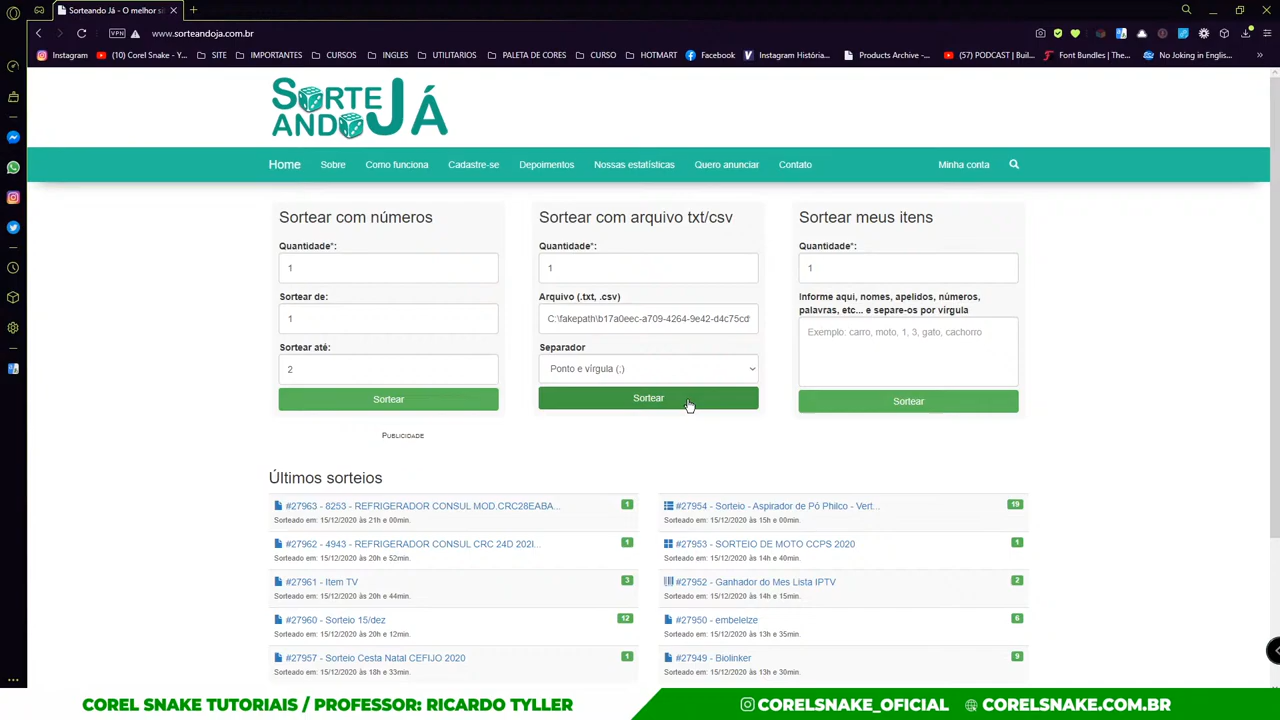 Sorteando Já - O melhor si
www.sorteandoja.com.br
VPN
Instagram
(10) Corel Snake - Y...
SITE
IMPORTANTES
CURSOS
INGLES
UTILITARIOS
PALETA DE CORES
CURSO
HOTMART
Facebook
Instagram História...
Products Archive -...
(57) PODCAST | Buil...
Font Bundles | The...
No Joking in Englis...
SORTE
ANDO JÁ
Home
Sobre
Como funciona
Cadastre-se
Depoimentos
Nossas estatísticas
Quero anunciar
Contato
Minha conta
Sortear com números
Quantidade*:
1
Sortear de:
1
Sortear até:
2
Sortear
Sortear com arquivo txt/csv
Quantidade*:
1
Arquivo (.txt, .csv)
C:\fakepath\b17a0eec-a709-4264-9e42-d4c75cd
Separador
Ponto e vírgula (;)
Sortear
Sortear meus itens
Quantidade*:
1
Informe aqui, nomes, apelidos, números,
palavras, etc... e separe-os por vírgula
Exemplo: carro, moto, 1, 3, gato, cachorro
Sortear
Publicidade
Últimos sorteios
#27963 - 8253 - REFRIGERADOR CONSUL MOD.CRC28EABA...
1
Sorteado em: 15/12/2020 às 21h e 00min.
#27962 - 4943 - REFRIGERADOR CONSUL CRC 24D 202I...
1
Sorteado em: 15/12/2020 às 20h e 52min.
#27961 - Item TV
3
Sorteado em: 15/12/2020 às 20h e 44min.
#27960 - Sorteio 15/dez
12
Sorteado em: 15/12/2020 às 20h e 12min.
#27957 - Sorteio Cesta Natal CEFIJO 2020
1
Sorteado em: 15/12/2020 às 18h e 33min.
#27954 - Sorteio - Aspirador de Pó Philco - Vert...
19
Sorteado em: 15/12/2020 às 15h e 00min.
#27953 - SORTEIO DE MOTO CCPS 2020
1
Sorteado em: 15/12/2020 às 14h e 40min.
#27952 - Ganhador do Mes Lista IPTV
2
Sorteado em: 15/12/2020 às 14h e 15min.
#27950 - embeleíze
6
Sorteado em: 15/12/2020 às 13h e 35min.
#27949 - Biolinker
9
Sorteado em: 15/12/2020 às 13h e 30min.
COREL SNAKE TUTORIAIS / PROFESSOR: RICARDO TYLLER
CORELSNAKE_OFICIAL
CORELSNAKE.COM.BR